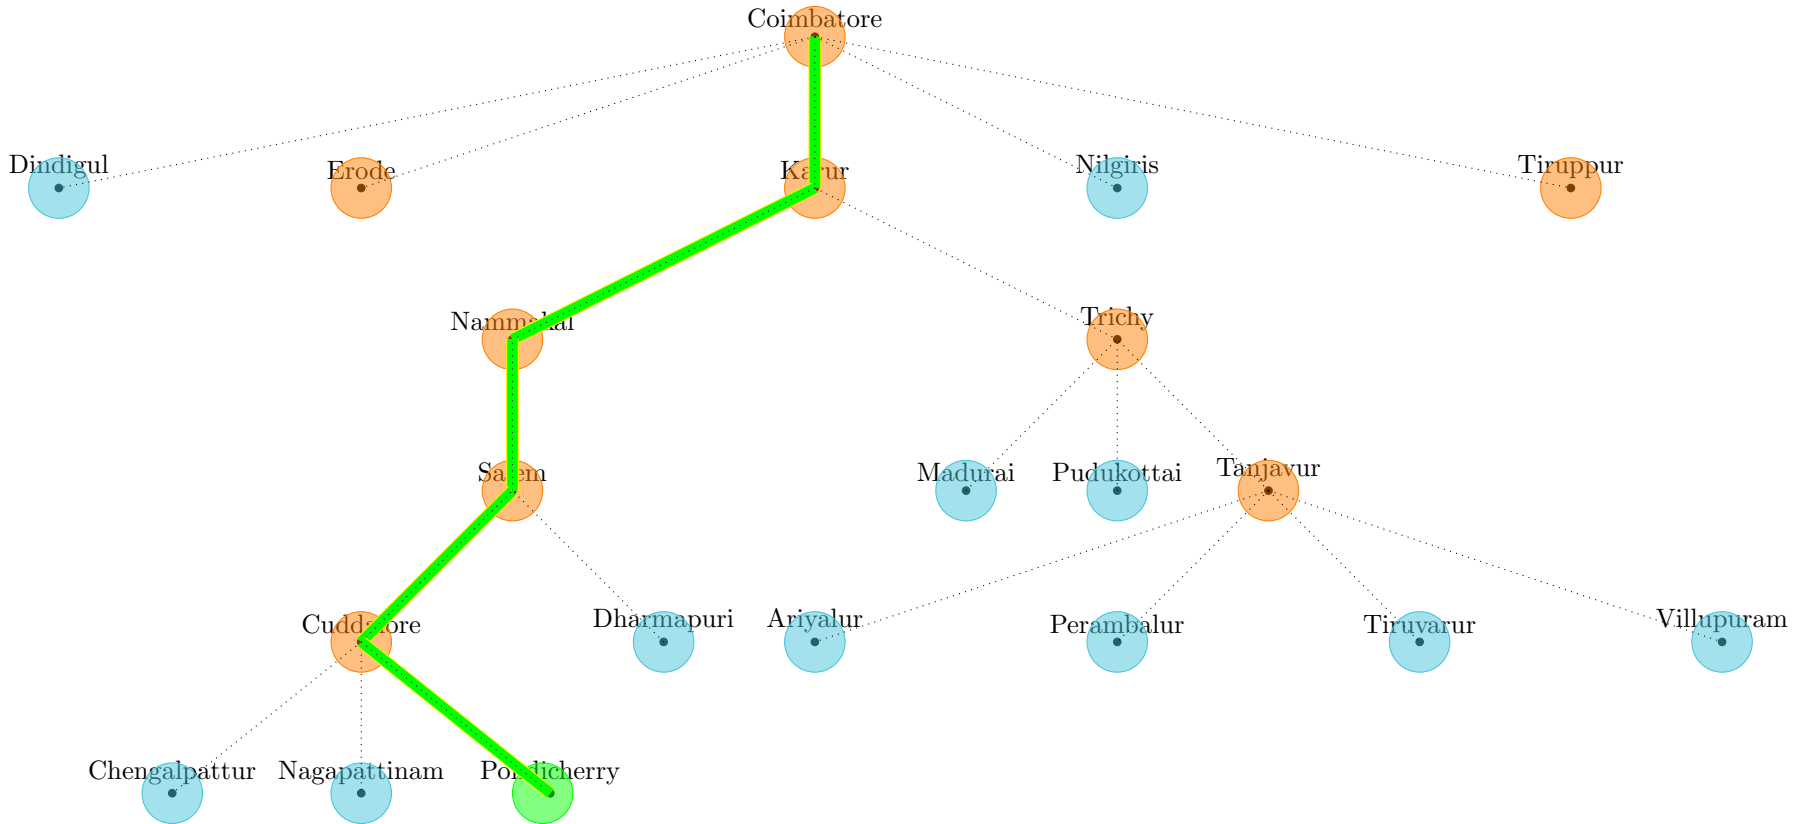 Coimbatore
Dindigul
Erode
Karur
Nilgiris
Tiruppur
Nammakal
Trichy
Salem
Madurai
Pudukottai
Tanjavur
Cuddalore
Dharmapuri
Ariyalur
Perambalur
Tiruvarur
Villupuram
Chengalpattur
Nagapattinam
Pondicherry